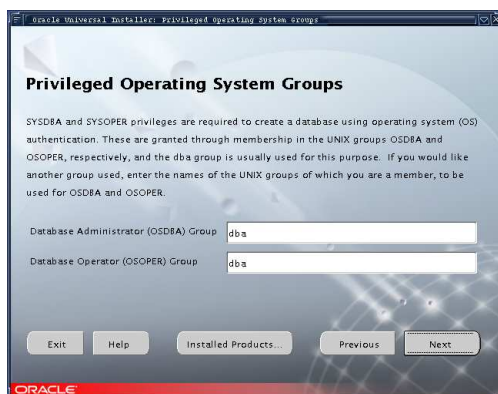 Oracle Universal Installer: Privileged Operating System Groups
Privileged Operating System Groups
SYSDBA and SYSOPER privileges are required to create a database using operating system (OS)
authentication. These are granted through membership in the UNIX groups OSDBA and
OSOPER, respectively, and the dba group is usually used for this purpose. If you would like
another group used, enter the names of the UNIX groups of which you are a member, to be
used for OSDBA and OSOPER.
Database Administrator (OSDBA) Group dba
Database Operator (OSOPER) Group dba
Exit Help Installed Products... Previous Next
ORACLE